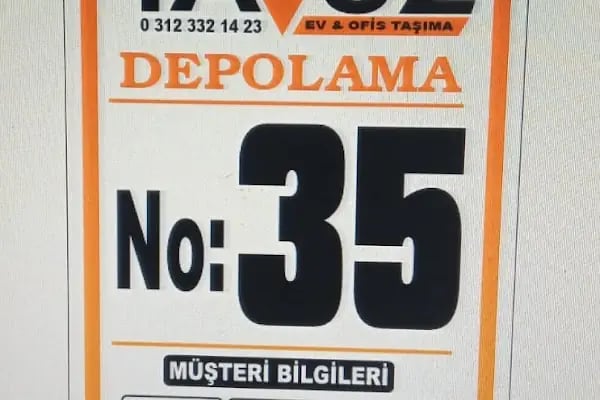 0 312 332 14 23
EV & OFİS TAŞIMA
DEPOLAMA
No: 35
MÜŞTERİ BİLGİLERİ